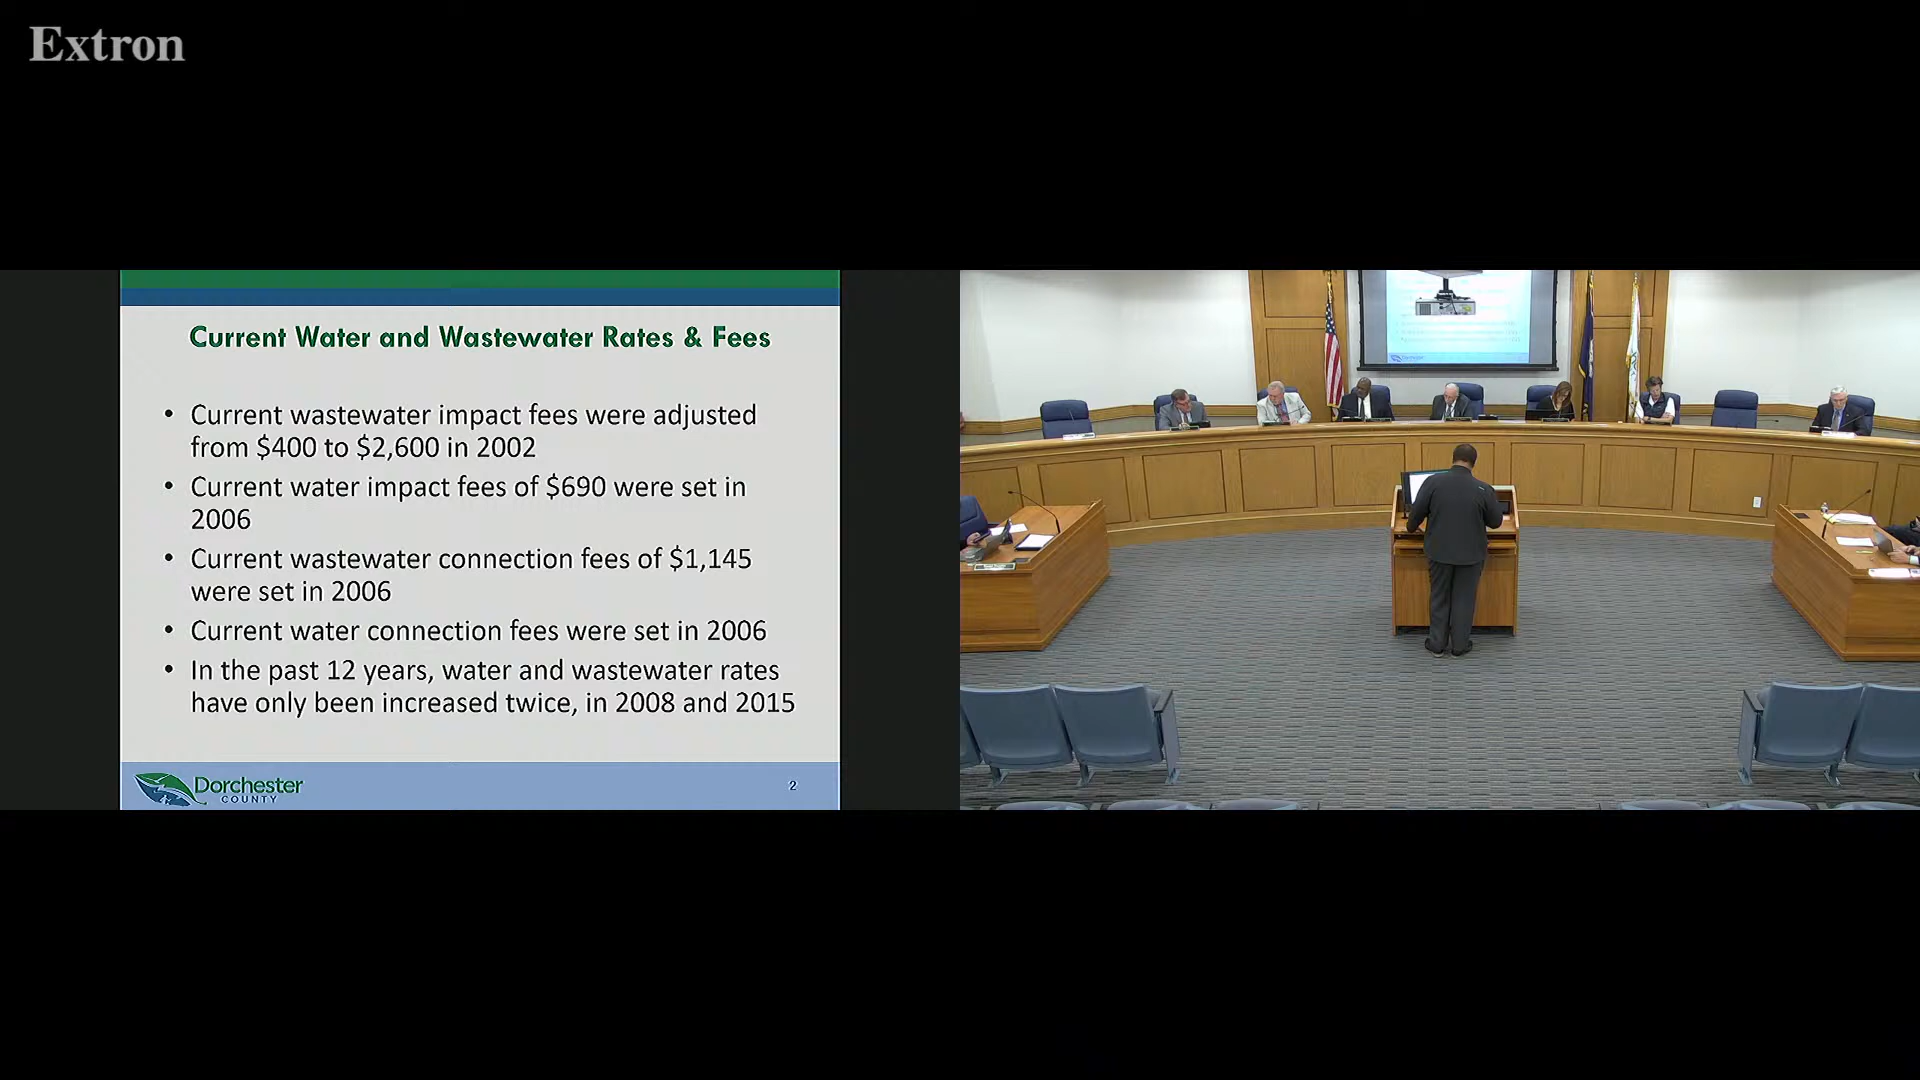 Extron
Current Water and Wastewater Rates & Fees
• Current wastewater impact fees were adjusted
from $400 to $2,600 in 2002
• Current water impact fees of $690 were set in
2006
• Current wastewater connection fees of $1,145
were set in 2006
• Current water connection fees were set in 2006
• In the past 12 years, water and wastewater rates
have only been increased twice, in 2008 and 2015
Dorchester
COUNTY
2